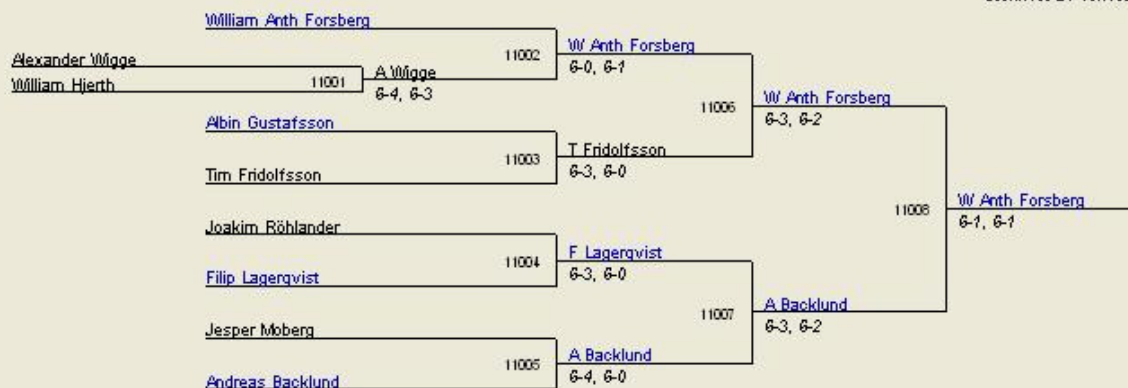 William Anth Forsberg
11002
W Anth Forsberg
6-0, 6-1
Alexander Wigge
William Hjerth
11001
A Wigge
6-4, 6-3
11006
W Anth Forsberg
6-3, 6-2
Albin Gustafsson
11003
T Fridolfsson
6-3, 6-0
Tim Fridolfsson
11008
W Anth Forsberg
6-1, 6-1
Joakim Röhlander
11004
F Lagerqvist
6-3, 6-0
Filip Lagerqvist
11007
A Backlund
6-3, 6-2
Jesper Moberg
11005
A Backlund
6-4, 6-0
Andreas Backlund